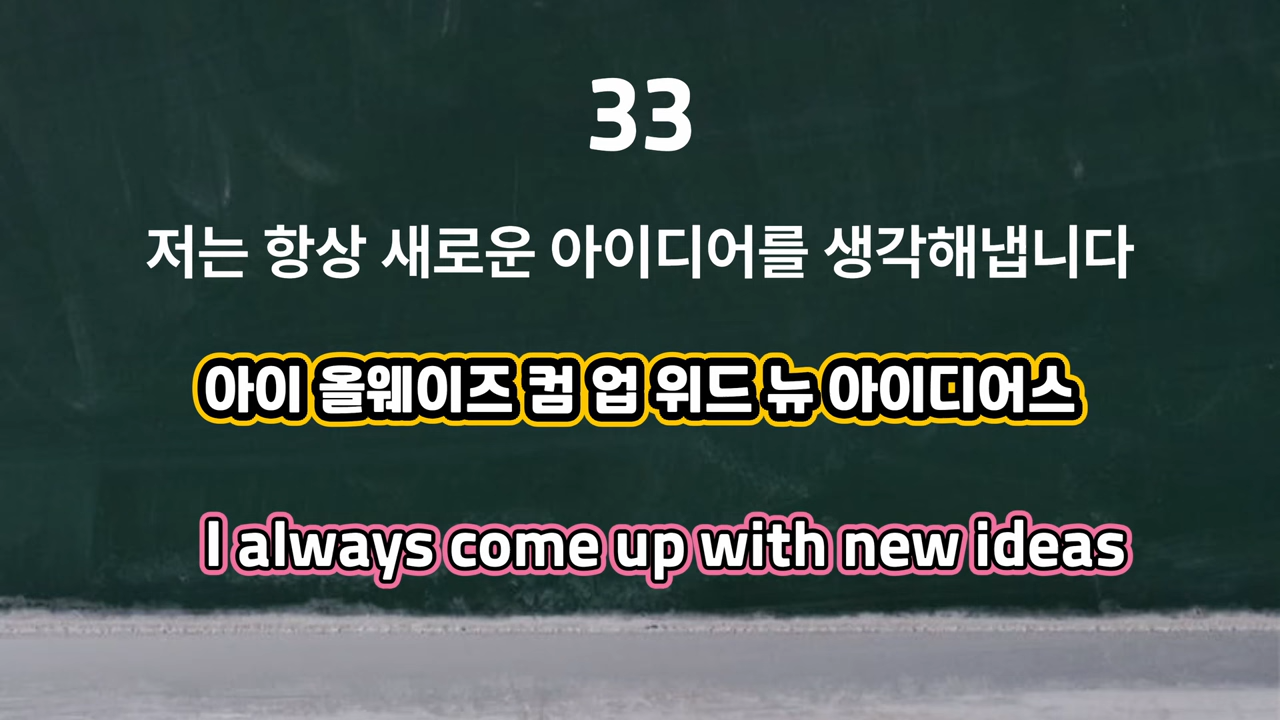 33
저는 항상 새로운 아이디어를 생각해냅니다
아이 올웨이즈 컴 업 위드 뉴 아이디어스
I always come up with new ideas